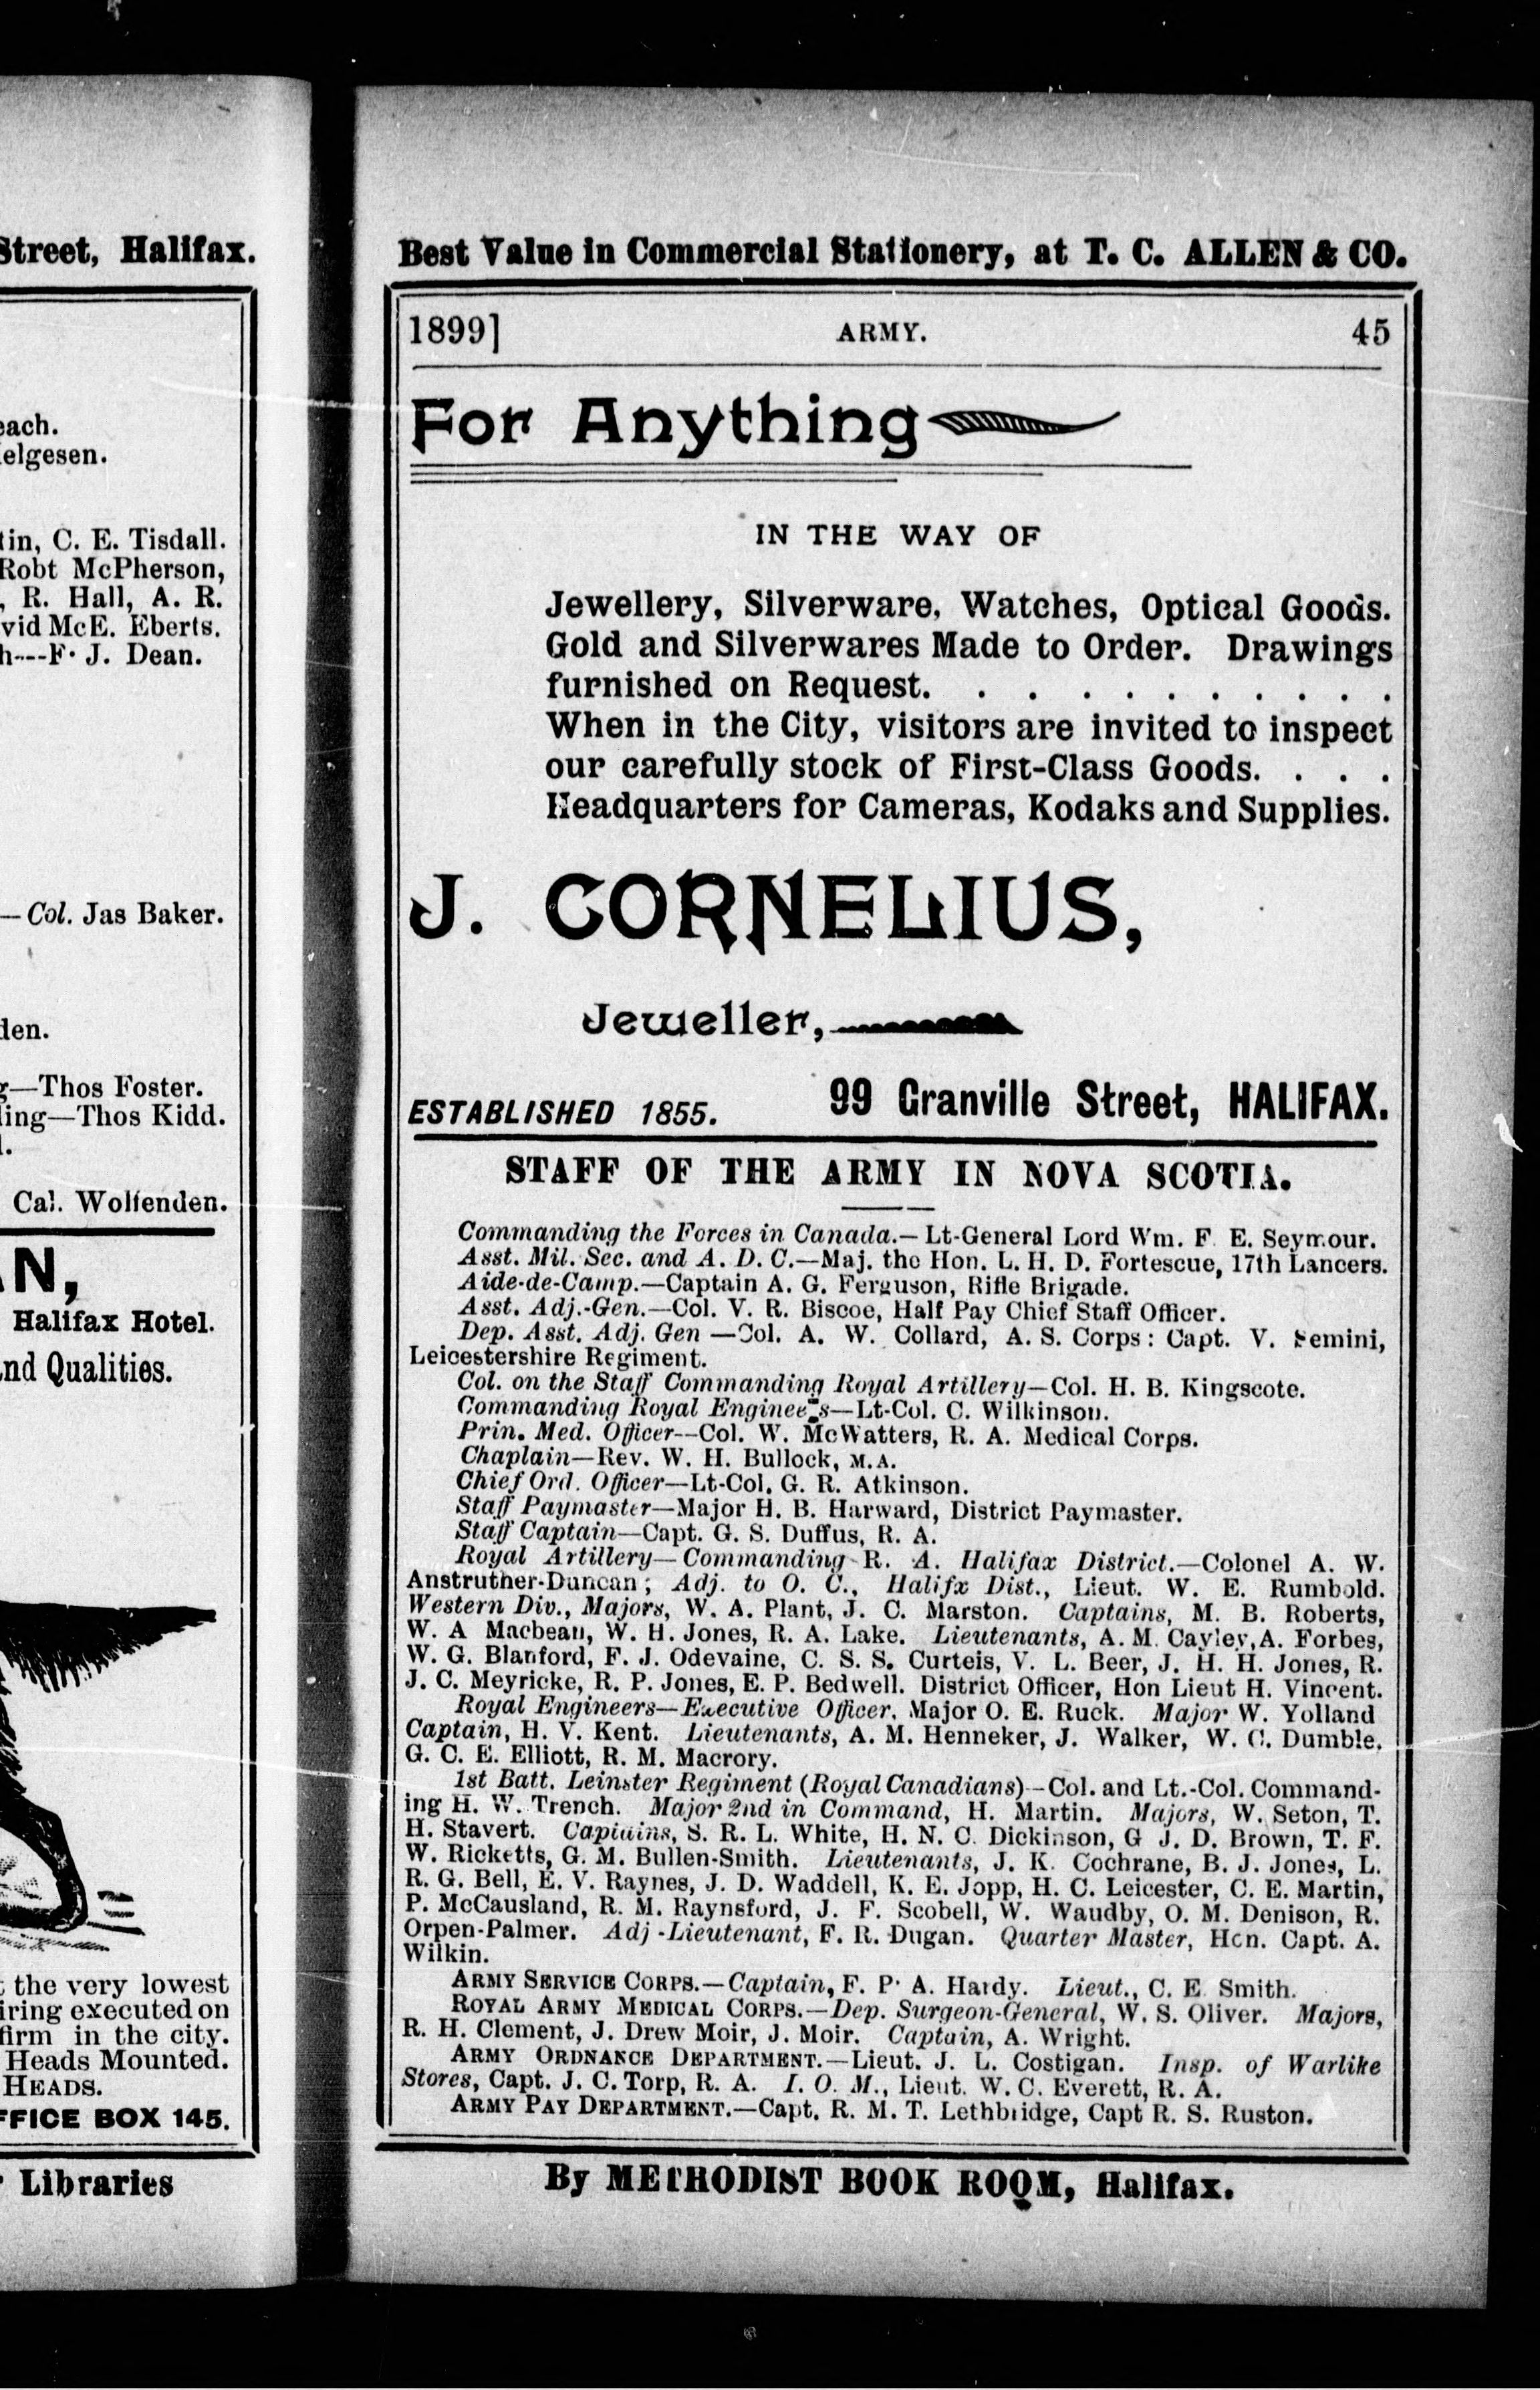 Street, Halifax.
each.
elgesen.
tin, C. E. Tisdall.
Robt McPherson,
, R. Hall, A. R.
vid McE. Eberts.
h---F. J. Dean.
—Col. Jas Baker.
den.
g—Thos Foster.
ling—Thos Kidd.
Cal. Wolfenden.
AN,
Halifax Hotel.
and Qualities.
the very lowest
iring executed on
firm in the city.
Heads Mounted.
HEADS.
FFICE BOX 145.
Libraries
Best Value in Commercial Stationery, at T. C. ALLEN & CO.
1899] ARMY. 45
For Anything
IN THE WAY OF
Jewellery, Silverware, Watches, Optical Goods.
Gold and Silverwares Made to Order. Drawings
furnished on Request. . . . . . . . . . .
When in the City, visitors are invited to inspect
our carefully stock of First-Class Goods. . . .
Headquarters for Cameras, Kodaks and Supplies.
J. CORNELIUS,
Jeweller,
ESTABLISHED 1855. 99 Granville Street, HALIFAX.
STAFF OF THE ARMY IN NOVA SCOTIA.
Commanding the Forces in Canada.—Lt-General Lord Wm. F. E. Seymour.
Asst. Mil. Sec. and A. D. C.—Maj. the Hon. L. H. D. Fortescue, 17th Lancers.
Aide-de-Camp.—Captain A. G. Ferguson, Rifle Brigade.
Asst. Adj.-Gen.—Col. V. R. Biscoe, Half Pay Chief Staff Officer.
Dep. Asst. Adj. Gen—Col. A. W. Collard, A. S. Corps: Capt. V. Semini,
Leicestershire Regiment.
Col. on the Staff Commanding Royal Artillery—Col. H. B. Kingscote.
Commanding Royal Engineers—Lt-Col. C. Wilkinson.
Prin. Med. Officer—Col. W. McWatters, R. A. Medical Corps.
Chaplain—Rev. W. H. Bullock, M.A.
Chief Ord. Officer—Lt-Col. G. R. Atkinson.
Staff Paymaster—Major H. B. Harward, District Paymaster.
Staff Captain—Capt. G. S. Duffus, R. A.
Royal Artillery—Commanding R. A. Halifax District.—Colonel A. W.
Anstruther-Duncan; Adj. to O. C., Halifx Dist., Lieut. W. E. Rumbold.
Western Div., Majors, W. A. Plant, J. C. Marston. Captains, M. B. Roberts,
W. A Macbean, W. H. Jones, R. A. Lake. Lieutenants, A. M. Cayley, A. Forbes,
W. G. Blanford, F. J. Odevaine, C. S. S. Curteis, V. L. Beer, J. H. H. Jones, R.
J. C. Meyricke, R. P. Jones, E. P. Bedwell. District Officer, Hon Lieut H. Vincent.
Royal Engineers—Executive Officer, Major O. E. Ruck. Major W. Yolland
Captain, H. V. Kent. Lieutenants, A. M. Henneker, J. Walker, W. C. Dumble.
G. C. E. Elliott, R. M. Macrory.
1st Batt. Leinster Regiment (Royal Canadians)—Col. and Lt.-Col. Command-
ing H. W. Trench. Major 2nd in Command, H. Martin. Majors, W. Seton, T.
H. Stavert. Captains, S. R. L. White, H. N. C. Dickinson, G J. D. Brown, T. F.
W. Ricketts, G. M. Bullen-Smith. Lieutenants, J. K. Cochrane, B. J. Jones, L.
R. G. Bell, E. V. Raynes, J. D. Waddell, K. E. Jopp, H. C. Leicester, C. E. Martin,
P. McCausland, R. M. Raynsford, J. F. Scobell, W. Waudby, O. M. Denison, R.
Orpen-Palmer. Adj-Lieutenant, F. R. Dugan. Quarter Master, Hon. Capt. A.
Wilkin.
ARMY SERVICE CORPS.—Captain, F. P. A. Hardy. Lieut., C. E. Smith.
ROYAL ARMY MEDICAL CORPS.—Dep. Surgeon-General, W. S. Oliver. Majors,
R. H. Clement, J. Drew Moir, J. Moir. Captain, A. Wright.
ARMY ORDNANCE DEPARTMENT.—Lieut. J. L. Costigan. Insp. of Warlike
Stores, Capt. J. C. Torp, R. A. I. O. M., Lieut. W. C. Everett, R. A.
ARMY PAY DEPARTMENT.—Capt. R. M. T. Lethbridge, Capt R. S. Ruston.
By METHODIST BOOK ROOM, Halifax.